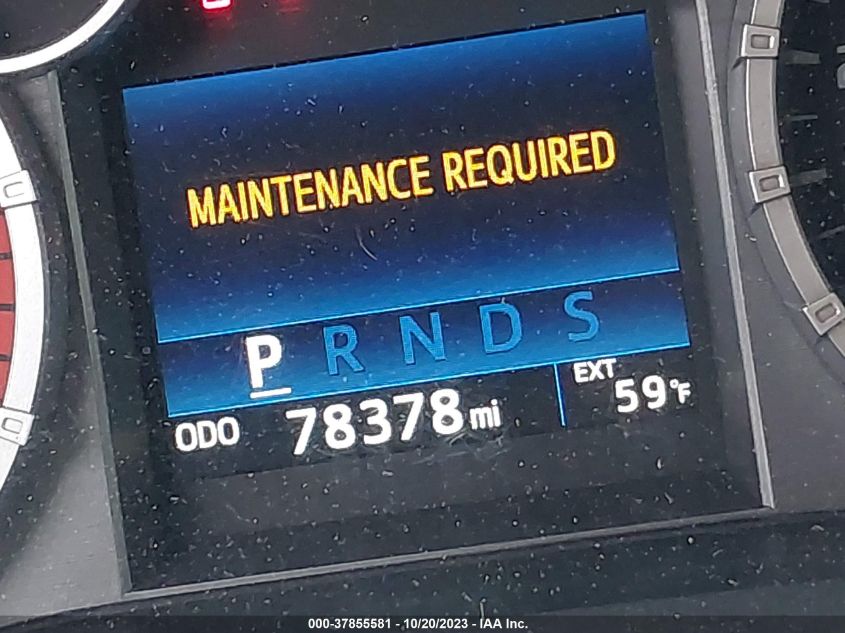 MAINTENANCE REQUIRED
P R N D S
ODO 78378 mi EXT 59°F
000-37855581 - 10/20/2023 - IAA Inc.